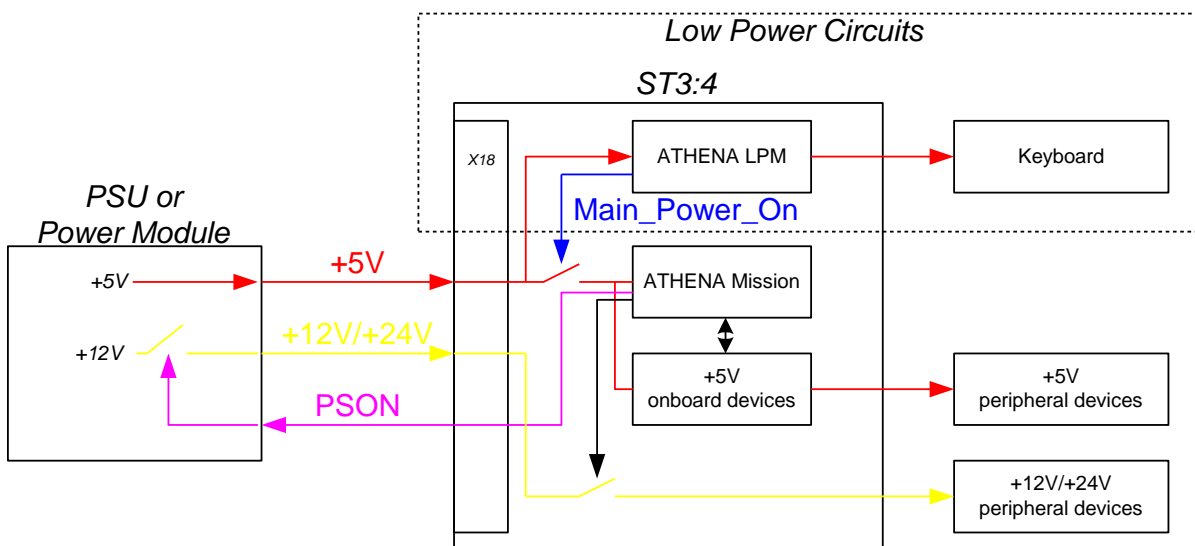 Low Power Circuits
ST3:4
X18
ATHENA LPM
Keyboard
PSU or
Power Module
Main_Power_On
+5V
+5V
ATHENA Mission
+12V
+12V/+24V
PSON
+5V
onboard devices
+5V
peripheral devices
+12V/+24V
peripheral devices